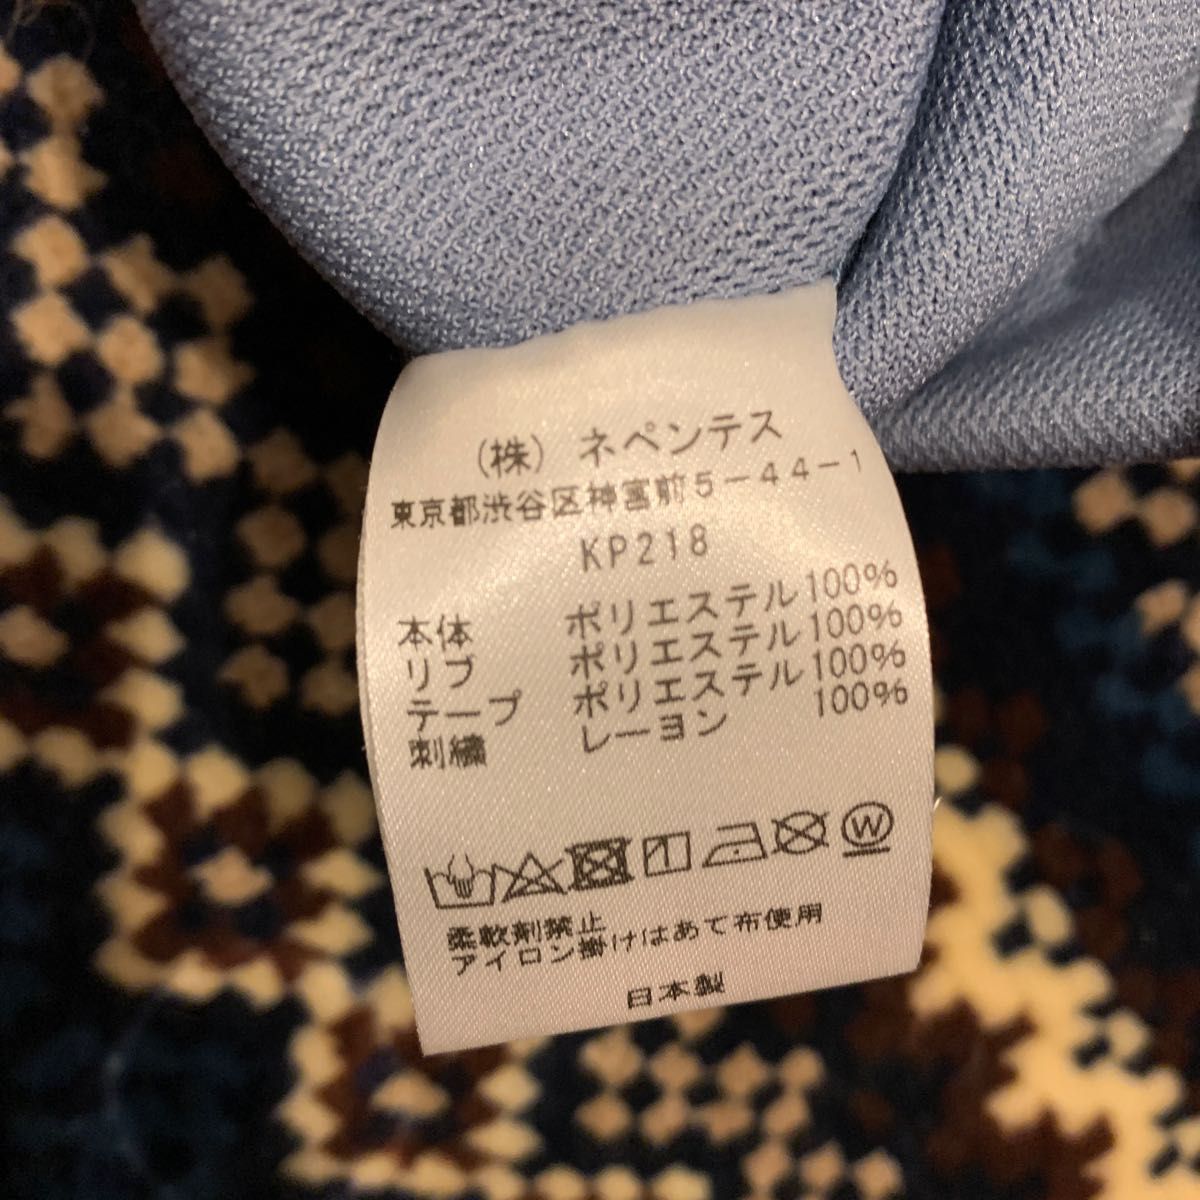 (株) ネペンテス
東京都渋谷区神宮前5-44-1
KP218
本体 ポリエステル100%
リブ ポリエステル100%
テープ ポリエステル100%
刺繍 レーヨン 100%
W
柔軟剤禁止
アイロン掛けはあて布使用
日本製